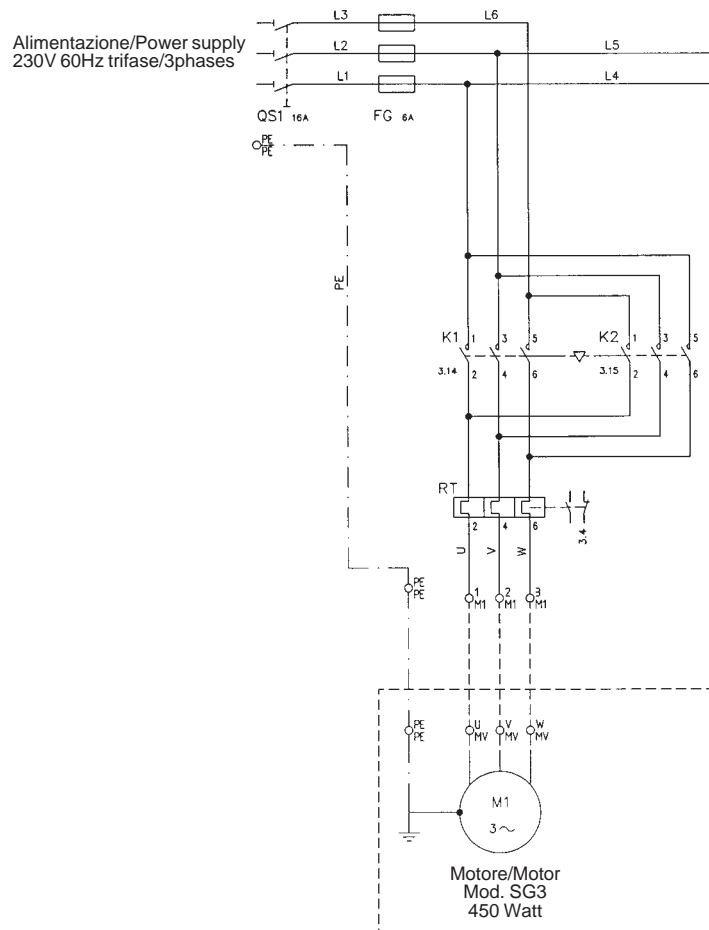 L3 L6
Alimentazione/Power supply
230V 60Hz trifase/3phases
L2 L5
L1 L4
QS1 16A FG 6A
PE
PE
PE
K1 1 3 5 K2 1 3 5
3.14 2 4 6 3.15 2 4 6
RT
2 4 6 3.4
U V W
PE
PE
1 2 3
M1 M1 M1
PE
PE
U V W
MV MV MV
M1
3~
Motore/Motor
Mod. SG3
450 Watt